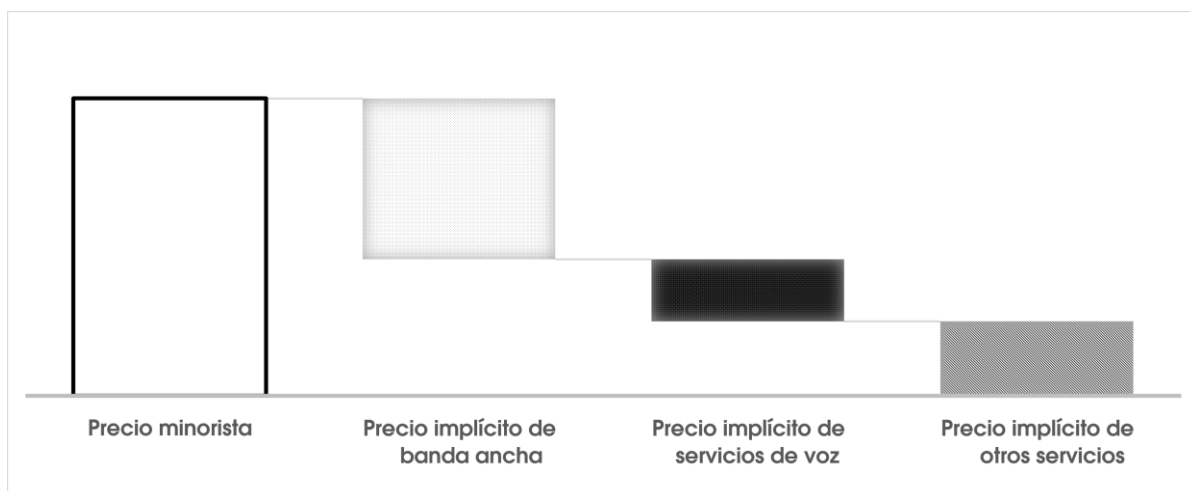 Precio minorista
Precio implícito de
banda ancha
Precio implícito de
servicios de voz
Precio implícito de
otros servicios